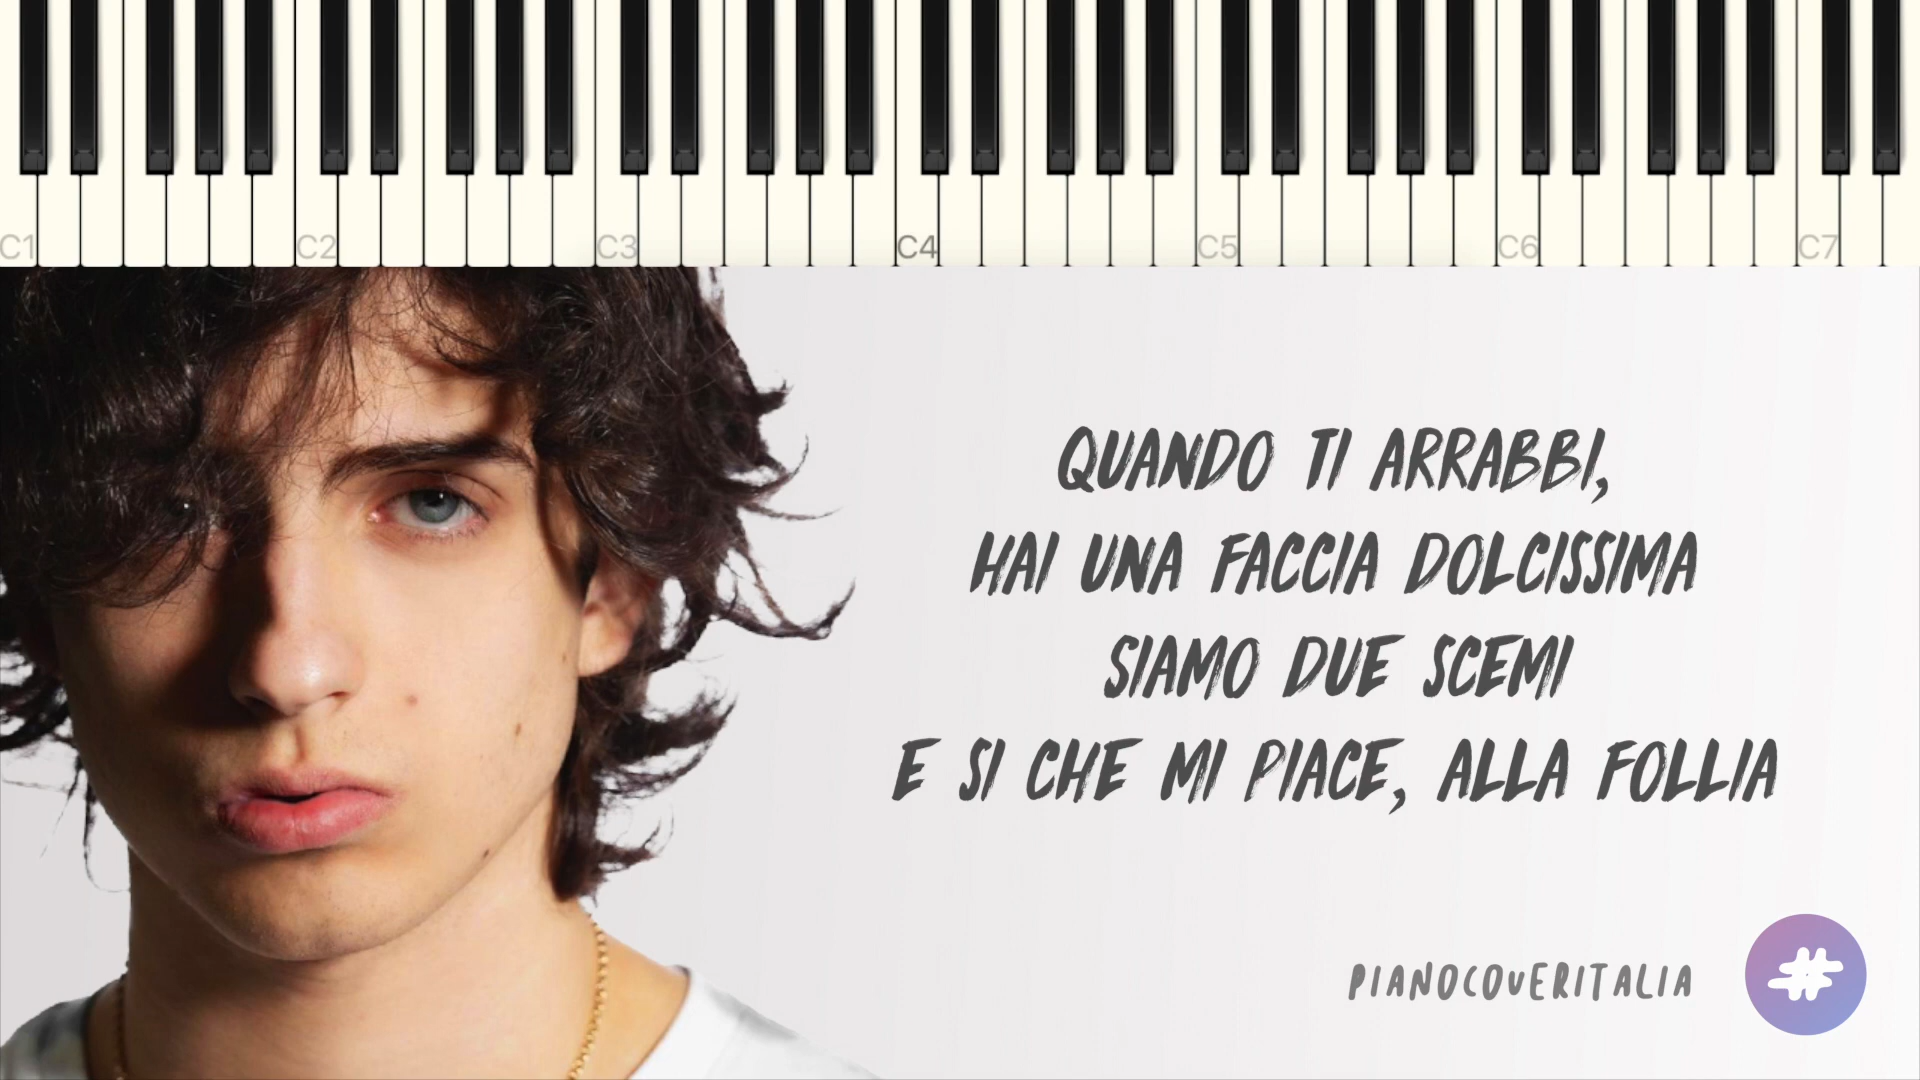 C1 C2 C3 C4 C5 C6 C7
QUANDO TI ARRABBI,
HAI UNA FACCIA DOLCISSIMA
SIAMO DUE SCEMI
E SI CHE MI PIACE, ALLA FOLLIA
PIANOCOVERITALIA
#